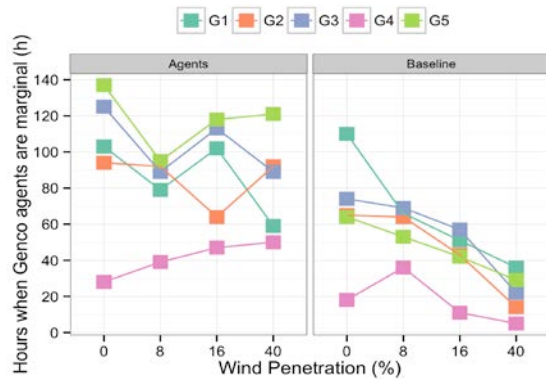 G1 G2 G3 G4 G5
Agents Baseline
Hours when Genco agents are marginal (h)
140
120
100
80
60
40
20
0
0 8 16 40 0 8 16 40
Wind Penetration (%)